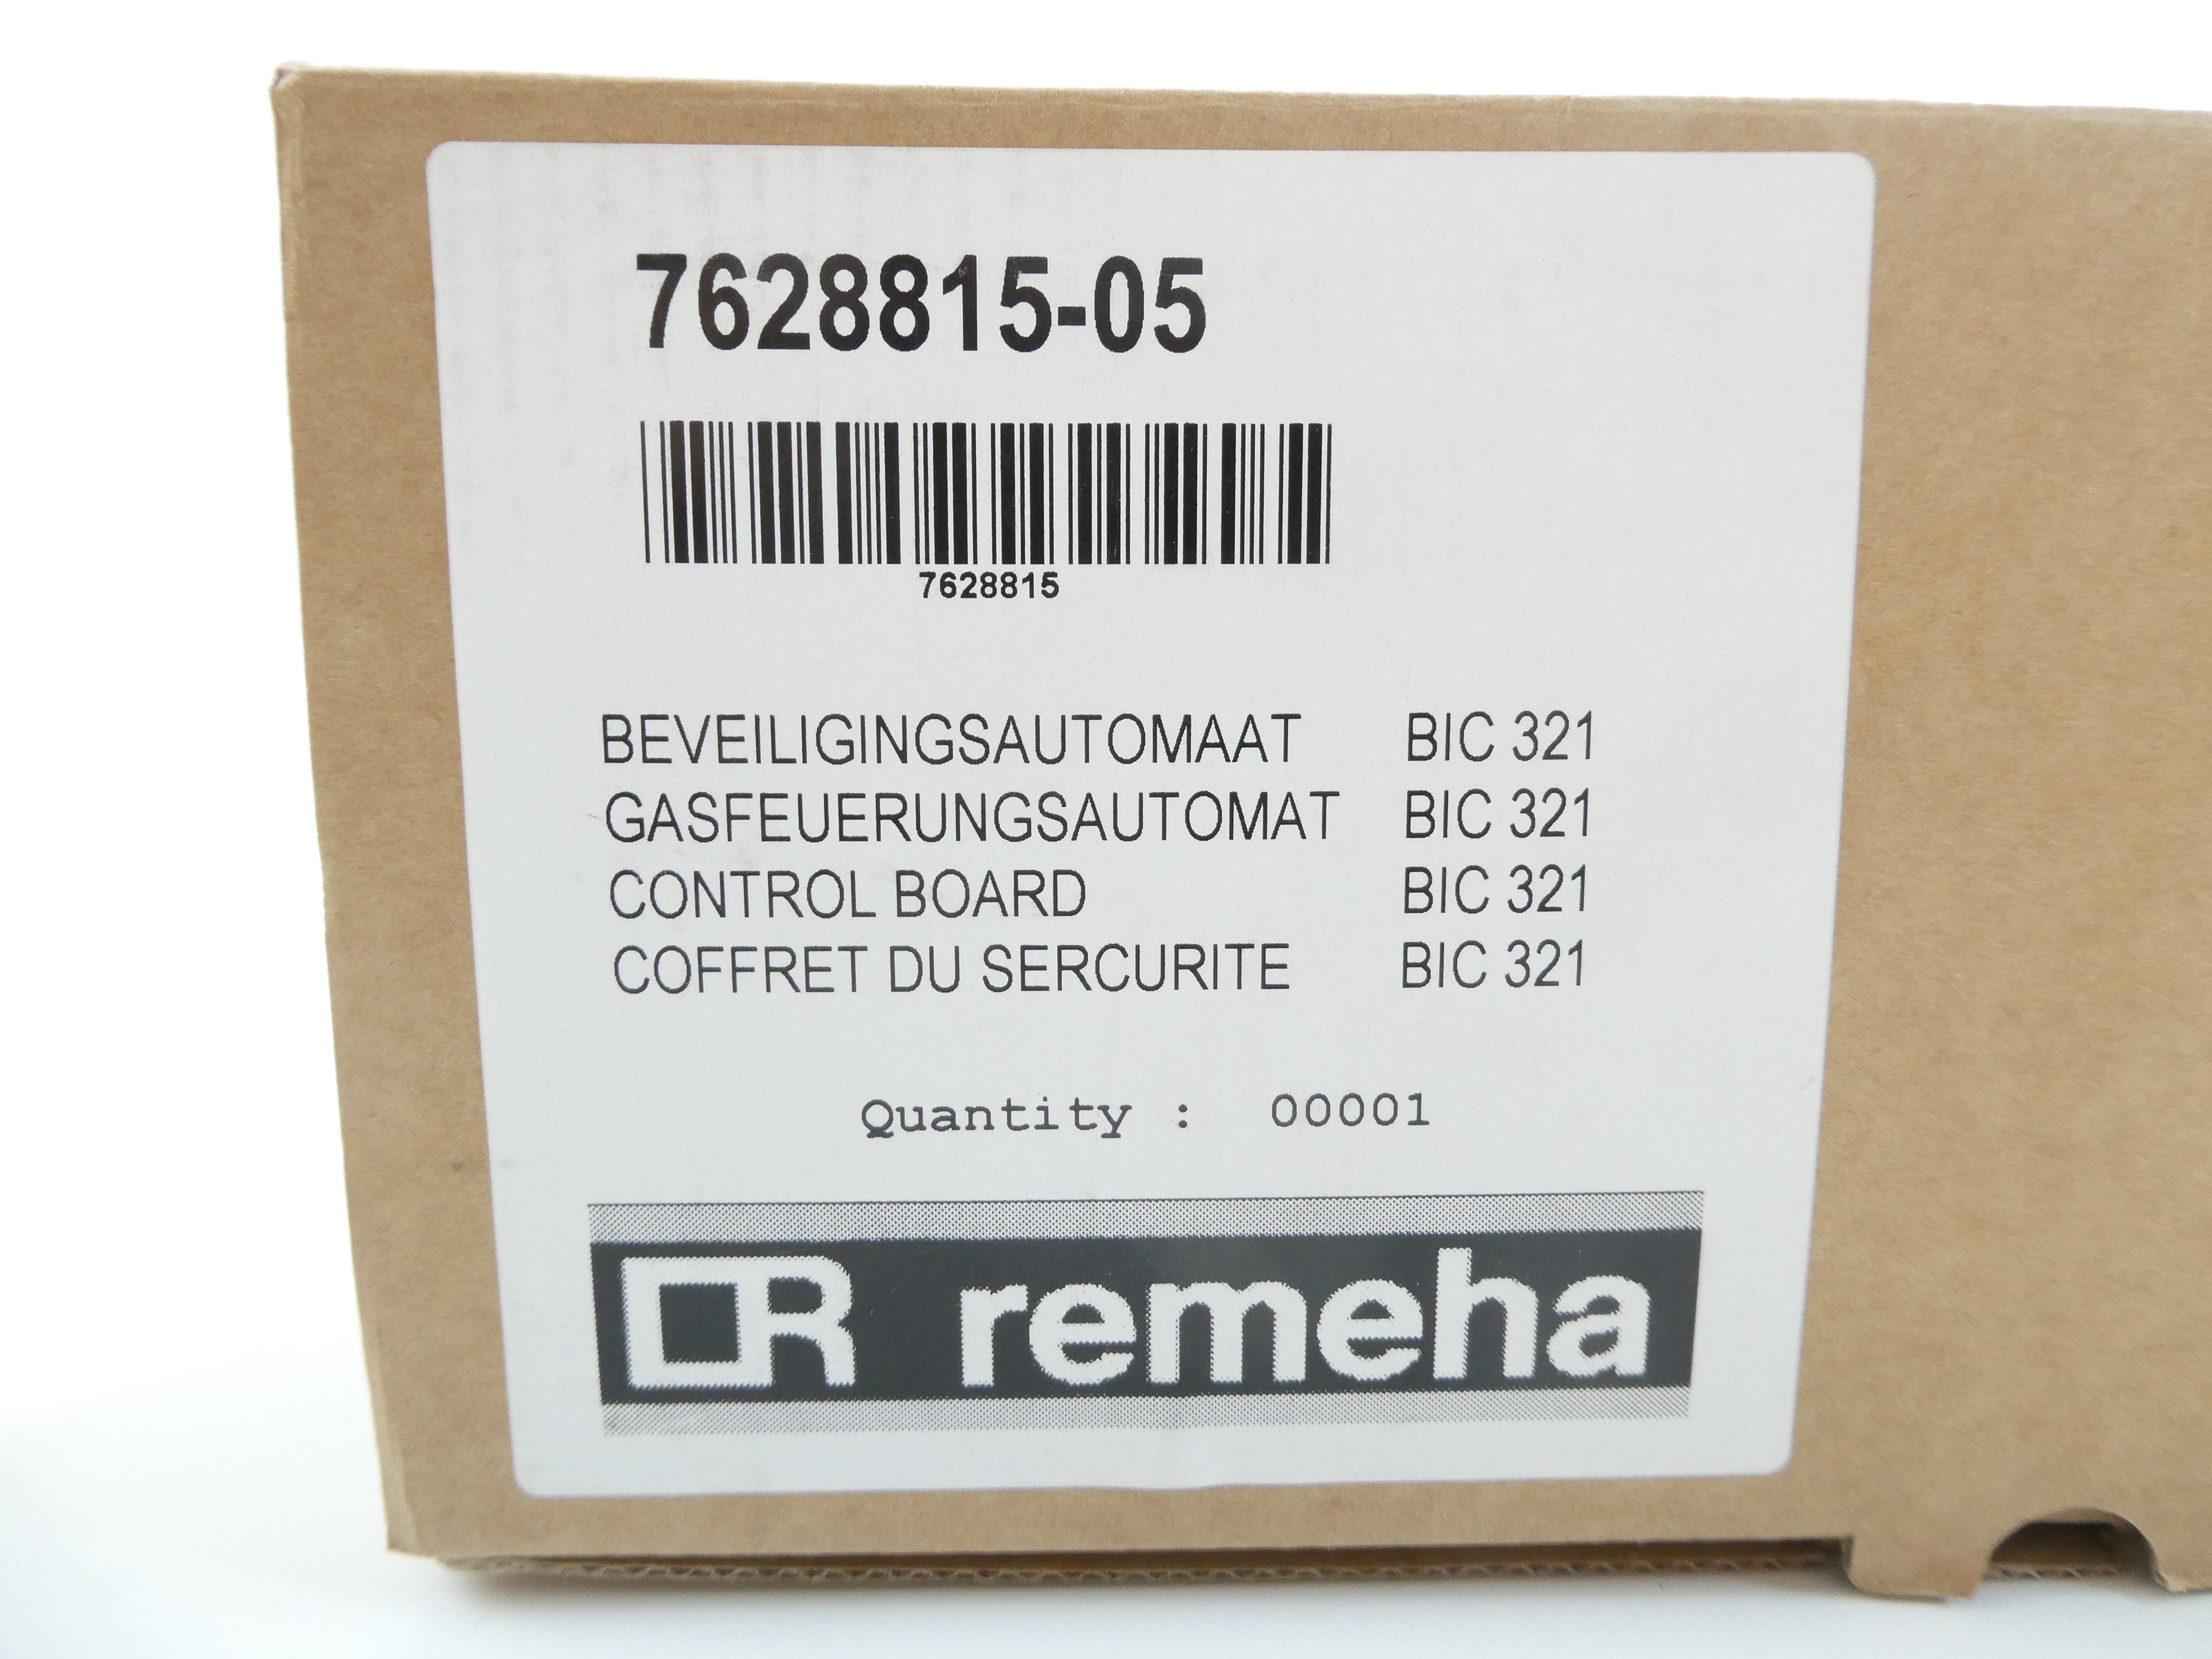 7628815-05
7628815
BEVEILIGINGSAUTOMAAT BIC 321
GASFEUERUNGSAUTOMAT BIC 321
CONTROL BOARD BIC 321
COFFRET DU SERCURITE BIC 321
Quantity : 00001
R remeha